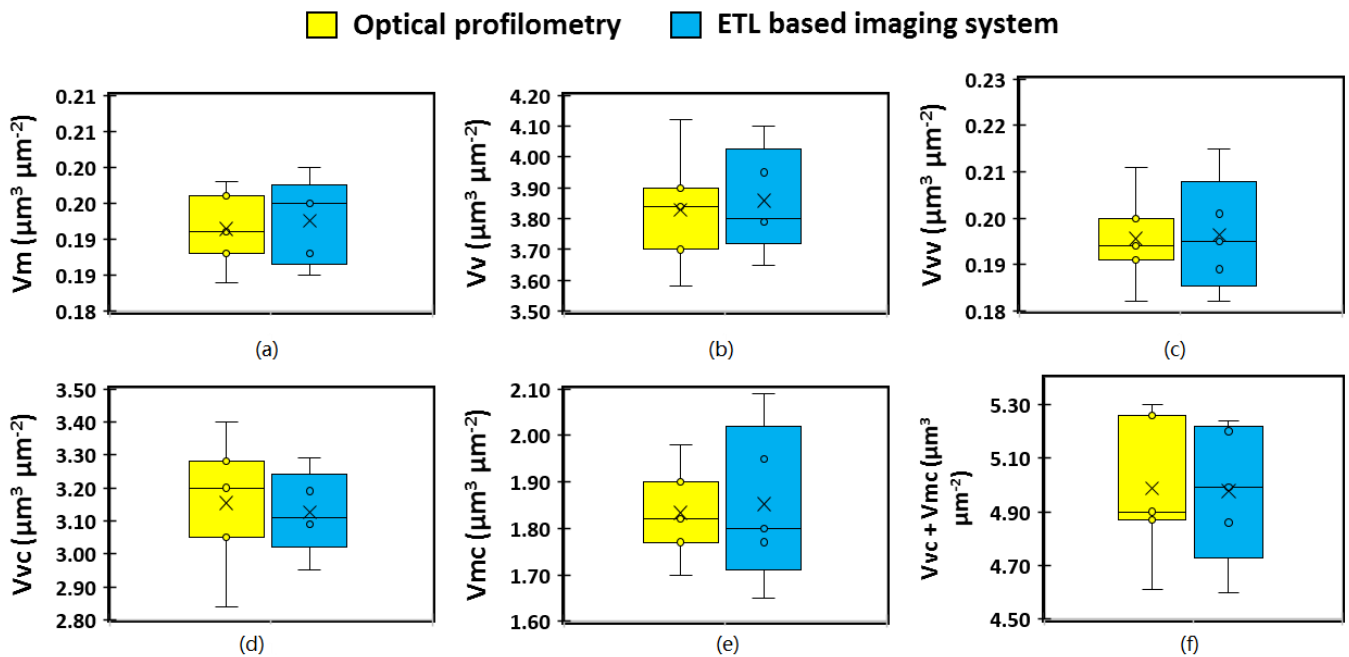 Optical profilometry ETL based imaging system
Vm (µm³ µm⁻²)
0.21
0.21
0.20
0.20
0.19
0.19
0.18
(a)
Vv (µm³ µm⁻²)
4.20
4.10
4.00
3.90
3.80
3.70
3.60
3.50
(b)
Vvv (µm³ µm⁻²)
0.23
0.22
0.21
0.20
0.19
0.18
(c)
Vvc (µm³ µm⁻²)
3.50
3.40
3.30
3.20
3.10
3.00
2.90
2.80
(d)
Vmc (µm³ µm⁻²)
2.10
2.00
1.90
1.80
1.70
1.60
(e)
Vvc + Vmc (µm³
µm⁻²)
5.30
5.10
4.90
4.70
4.50
(f)